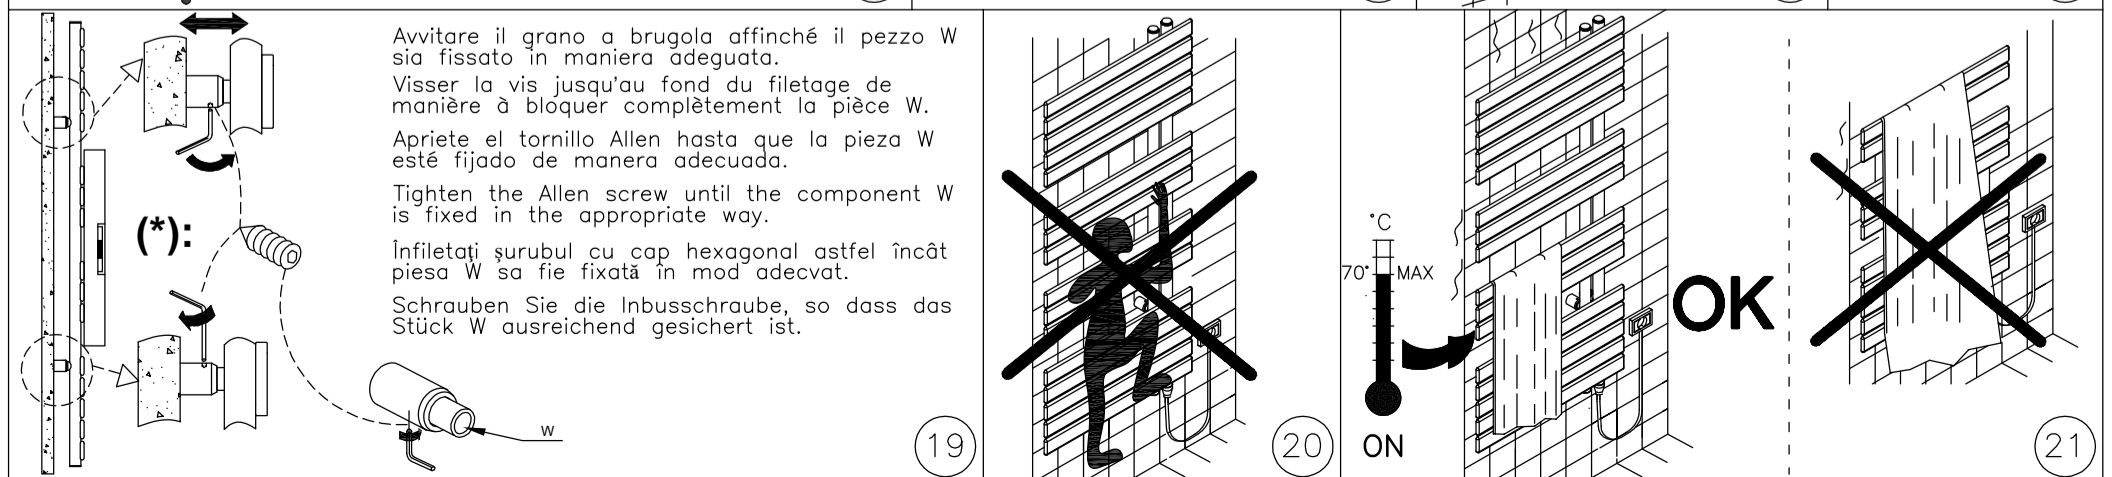 Avvitare il grano a brugola affinché il pezzo W
sia fissato in maniera adeguata.
Visser la vis jusqu'au fond du filetage de
manière à bloquer complètement la pièce W.
Apriete el tornillo Allen hasta que la pieza W
esté fijado de manera adecuada.
Tighten the Allen screw until the component W
is fixed in the appropriate way.
Înfiletaţi şurubul cu cap hexagonal astfel încât
piesa W sa fie fixată în mod adecvat.
Schrauben Sie die Inbusschraube, so dass das
Stück W ausreichend gesichert ist.
(*):
W
19
20
°C
70° MAX
ON
OK
21